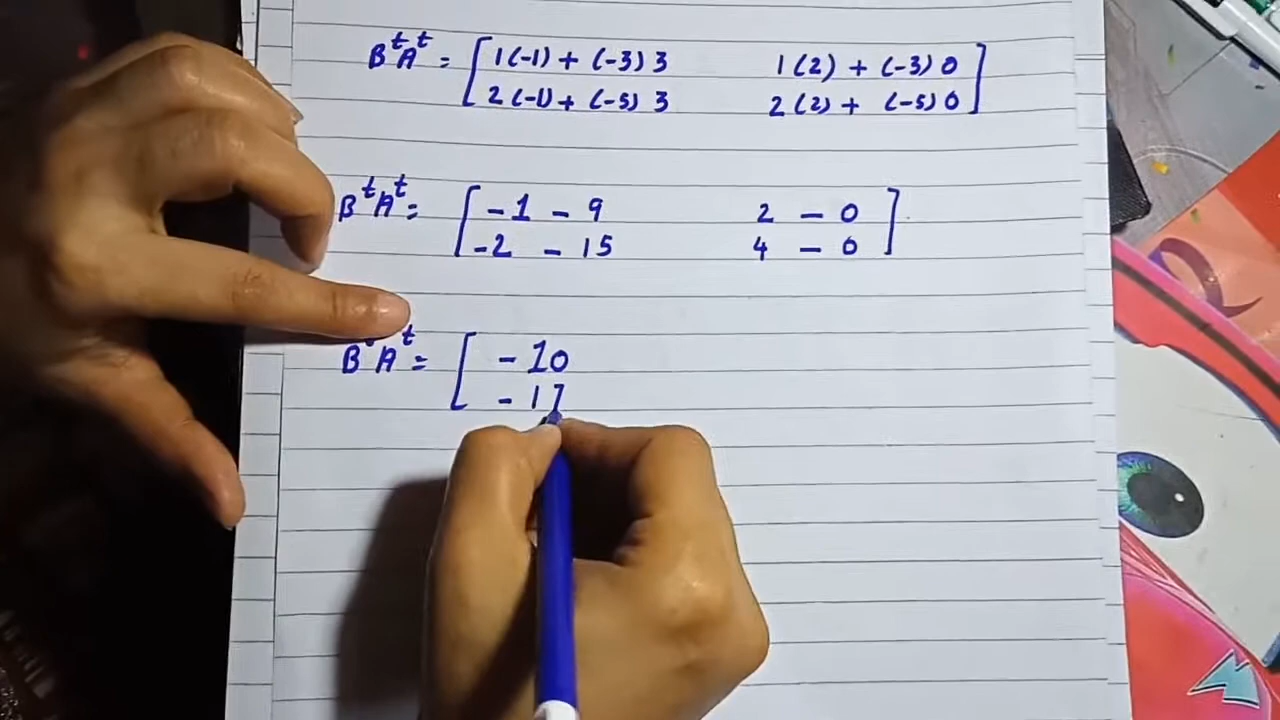 BᵗAᵗ = [ 1(-1) + (-3)3 1(2) + (-3)0 ]
2(-1) + (-5)3 2(2) + (-5)0
BᵗAᵗ = [ -1 - 9 2 - 0 ]
-2 - 15 4 - 0
BᵗAᵗ = [ -10
-17